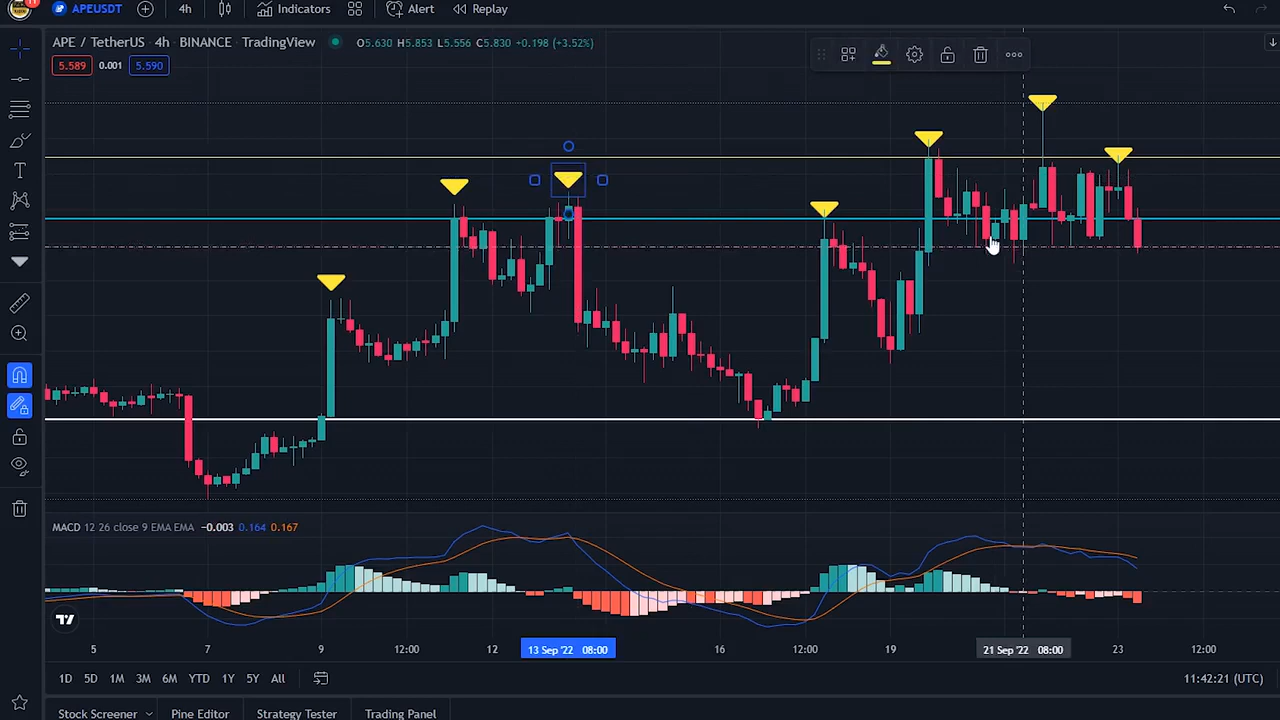 APEUSDT 4h Indicators Alert Replay
APE / TetherUS · 4h · BINANCE · TradingView O5.630 H5.853 L5.556 C5.830 +0.198 (+3.52%)
5.589 0.001 5.590
MACD 12 26 close 9 EMA EMA −0.003 0.164 0.167
5 7 9 12:00 12 13 Sep '22 08:00 16 12:00 19 21 Sep '22 08:00 23 12:00
1D 5D 1M 3M 6M YTD 1Y 5Y All 11:42:21 (UTC)
Stock Screener Pine Editor Strategy Tester Trading Panel